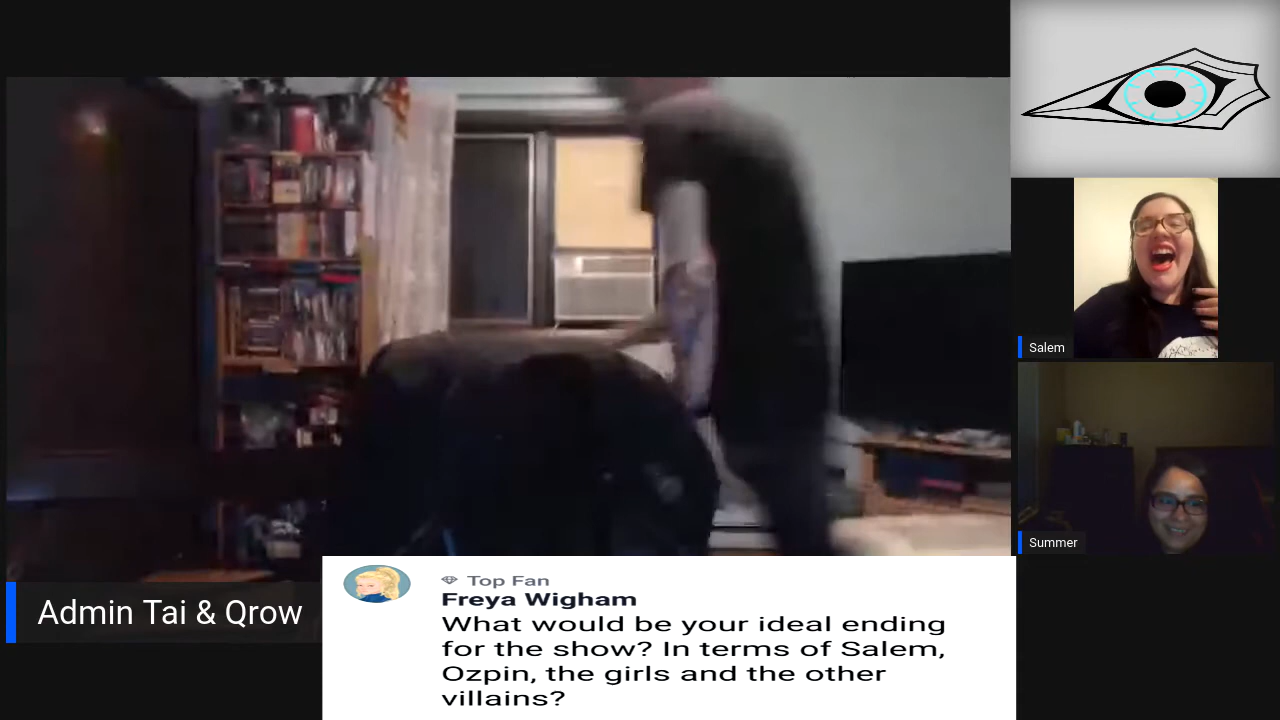 Salem
Summer
Admin Tai & Qrow
Top Fan
Freya Wigham
What would be your ideal ending
for the show? In terms of Salem,
Ozpin, the girls and the other
villains?